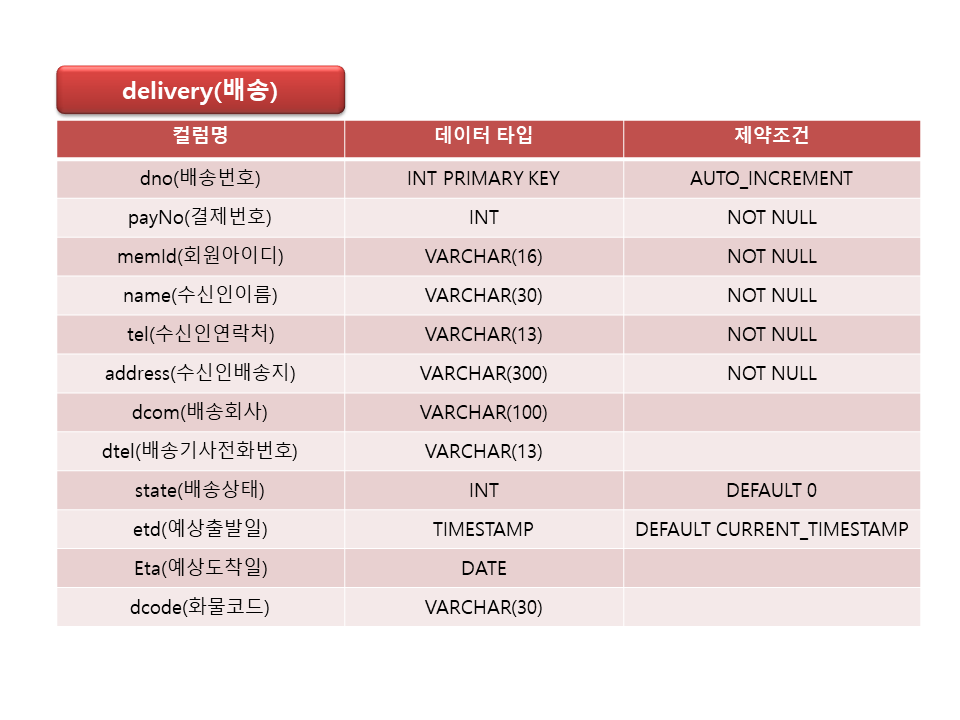 delivery(배송)
컬럼명 데이터 타입 제약조건
dno(배송번호) INT PRIMARY KEY AUTO_INCREMENT
payNo(결제번호) INT NOT NULL
memId(회원아이디) VARCHAR(16) NOT NULL
name(수신인이름) VARCHAR(30) NOT NULL
tel(수신인연락처) VARCHAR(13) NOT NULL
address(수신인배송지) VARCHAR(300) NOT NULL
dcom(배송회사) VARCHAR(100)
dtel(배송기사전화번호) VARCHAR(13)
state(배송상태) INT DEFAULT 0
etd(예상출발일) TIMESTAMP DEFAULT CURRENT_TIMESTAMP
Eta(예상도착일) DATE
dcode(화물코드) VARCHAR(30)